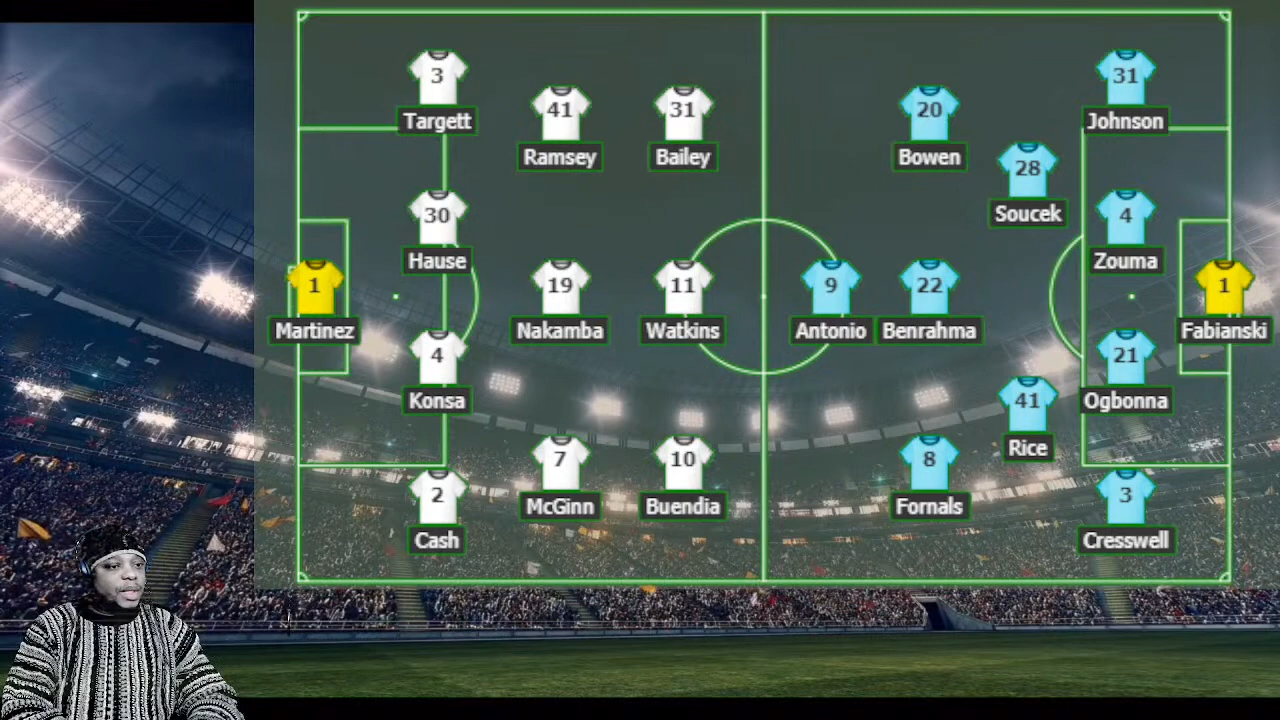 3
Targett
41
Ramsey
31
Bailey
20
Bowen
31
Johnson
28
Soucek
30
Hause
4
Zouma
1
Martinez
19
Nakamba
11
Watkins
9
Antonio
22
Benrahma
1
Fabianski
4
Konsa
21
Ogbonna
41
Rice
7
McGinn
10
Buendia
8
Fornals
2
Cash
3
Cresswell